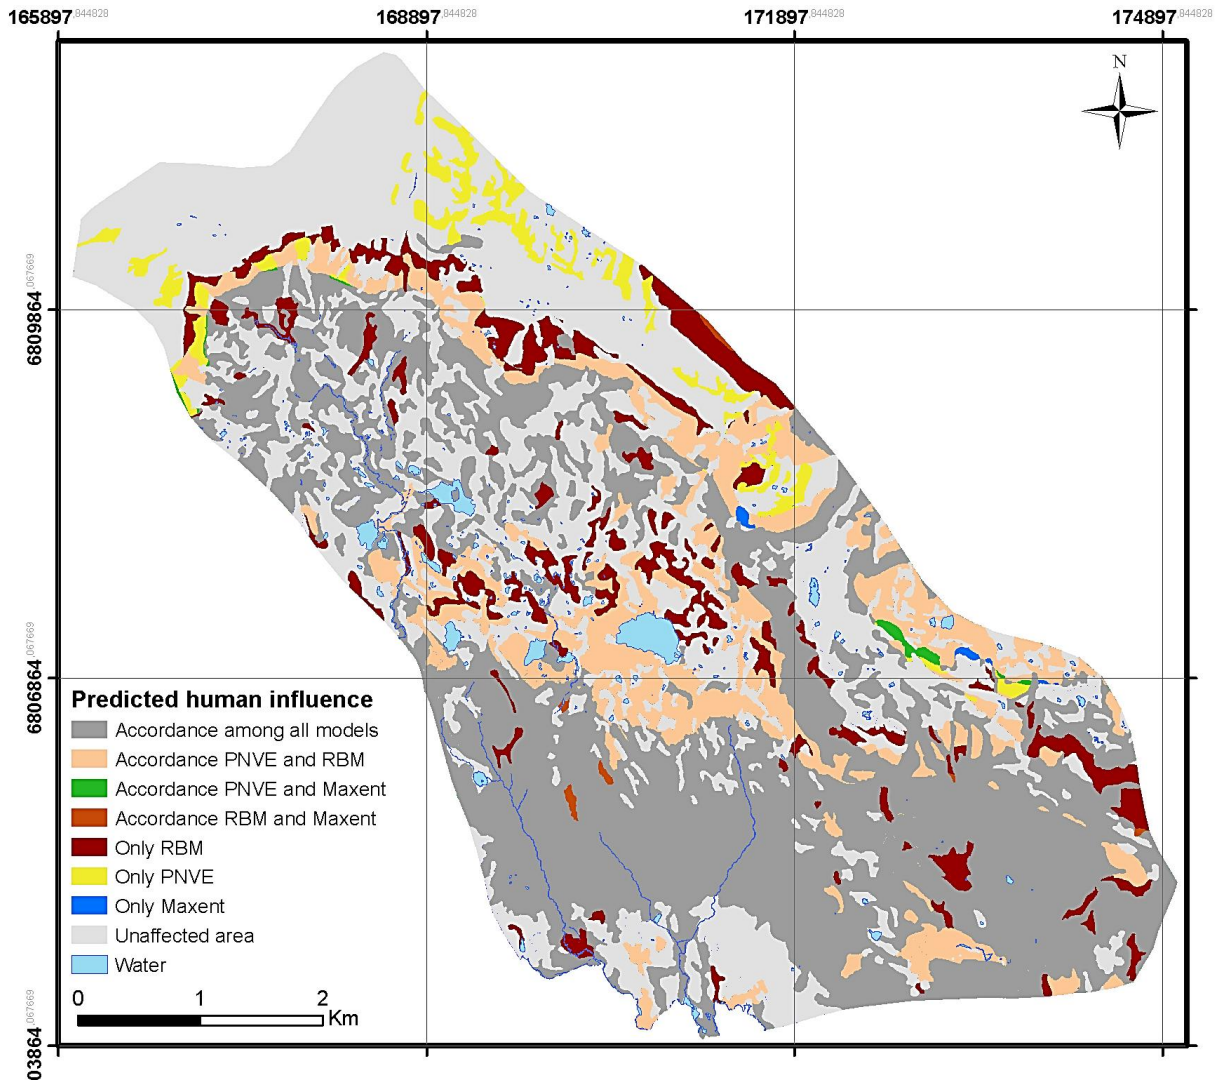 165897,844828 168897,844828 171897,844828 174897,844828
N
6809864,067669
6806864,067669
03864,067669
Predicted human influence
Accordance among all models
Accordance PNVE and RBM
Accordance PNVE and Maxent
Accordance RBM and Maxent
Only RBM
Only PNVE
Only Maxent
Unaffected area
Water
0 1 2
Km